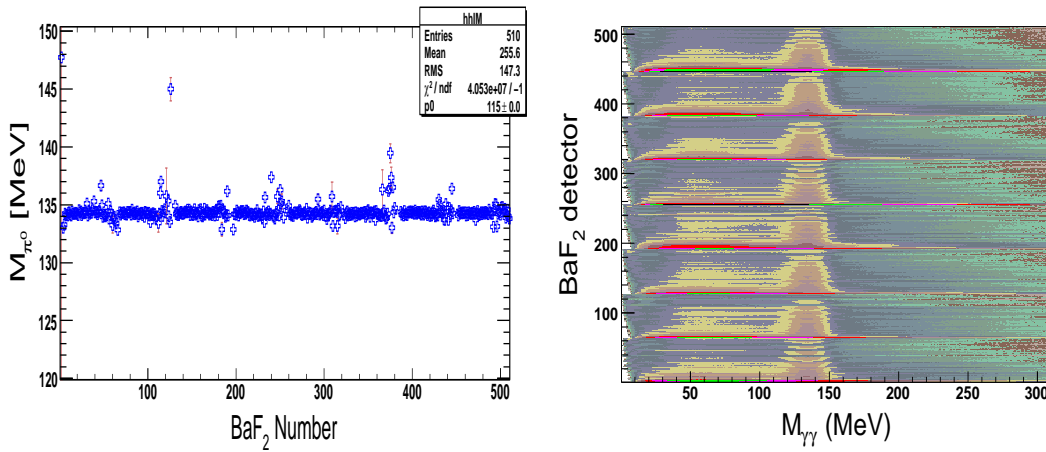 hhIM
Entries 510
Mean 255.6
RMS 147.3
χ² / ndf 4.053e+07 / -1
p0 115 ± 0.0
M_π⁰ [MeV]
150
145
140
135
130
125
120
100 200 300 400 500
BaF₂ Number
BaF₂ detector
500
400
300
200
100
50 100 150 200 250 300
M_γγ (MeV)